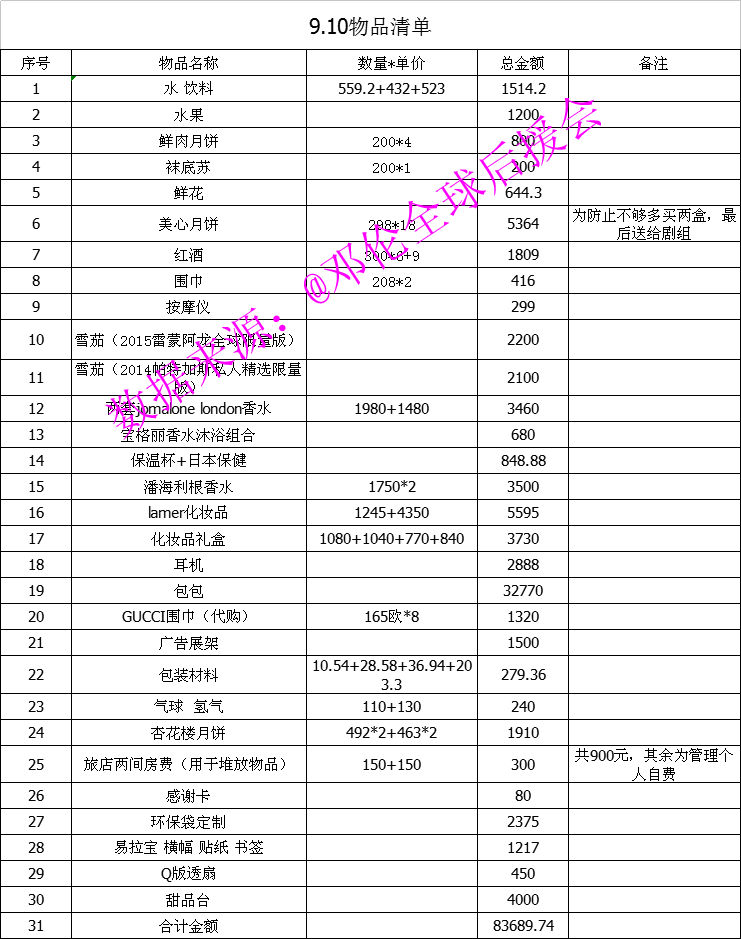 9.10物品清单
序号 物品名称 数量*单价 总金额 备注
1 水 饮料 559.2+432+523 1514.2
2 水果 1200
3 鲜肉月饼 200*4 800
4 袜底苏 200*1 200
5 鲜花 644.3
6 美心月饼 298*18 5364 为防止不够多买两盒，最
后送给剧组
7 红酒 300*6+9 1809
8 围巾 208*2 416
9 按摩仪 299
10 雪茄（2015雷蒙阿龙全球限量版） 2200
11 雪茄（2014帕特加斯私人精选限量
版） 2100
12 两套jomalone london香水 1980+1480 3460
13 宝格丽香水沐浴组合 680
14 保温杯+日本保健 848.88
15 潘海利根香水 1750*2 3500
16 lamer化妆品 1245+4350 5595
17 化妆品礼盒 1080+1040+770+840 3730
18 耳机 2888
19 包包 32770
20 GUCCI围巾（代购） 165欧*8 1320
21 广告展架 1500
22 包装材料 10.54+28.58+36.94+20
3.3 279.36
23 气球 氢气 110+130 240
24 杏花楼月饼 492*2+463*2 1910
25 旅店两间房费（用于堆放物品） 150+150 300 共900元，其余为管理个
人自费
26 感谢卡 80
27 环保袋定制 2375
28 易拉宝 横幅 贴纸 书签 1217
29 Q版透扇 450
30 甜品台 4000
31 合计金额 83689.74
数据来源：@邓伦全球后援会